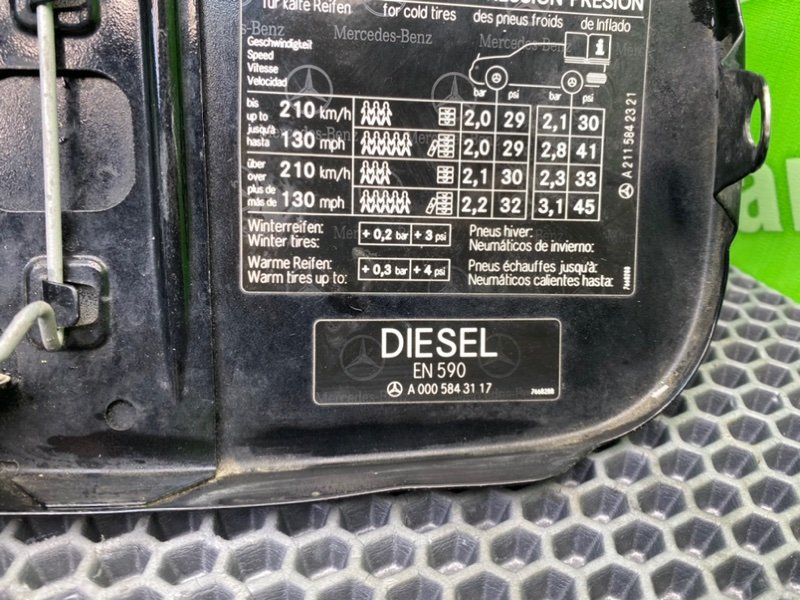 für kalte Reifen for cold tires des pneus froids de inflado
Mercedes-Benz Mercedes-Benz
Geschwindigkeit
Speed
Vitesse
Velocidad
bar psi bar psi
bis
up to
jusqu'à
hasta
210 km/h 2,0 29 2,1 30
130 mph 2,0 29 2,8 41
über
over
plus de
más de
210 km/h 2,1 30 2,3 33
130 mph 2,2 32 3,1 45
Winterreifen: + 0,2 bar + 3 psi Pneus hiver:
Winter tires: Neumáticos de invierno:
Warme Reifen: + 0,3 bar + 4 psi Pneus échauffes jusqu'à:
Warm tires up to: Neumáticos calientes hasta:
A 211 584 23 21
DIESEL
EN 590
A 000 584 31 17